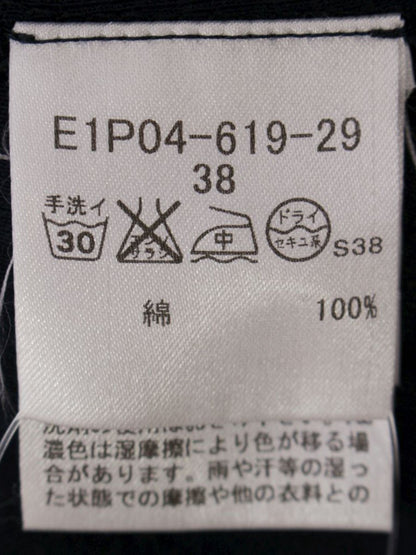 E1P04-619-29
38
手洗イ
30 エンソサラシ 中 ドライ セキユ系 S38
綿 100%
濃色は湿摩擦により色が移る場
合があります。雨や汗等の湿っ
た状態での摩擦や他の衣料との